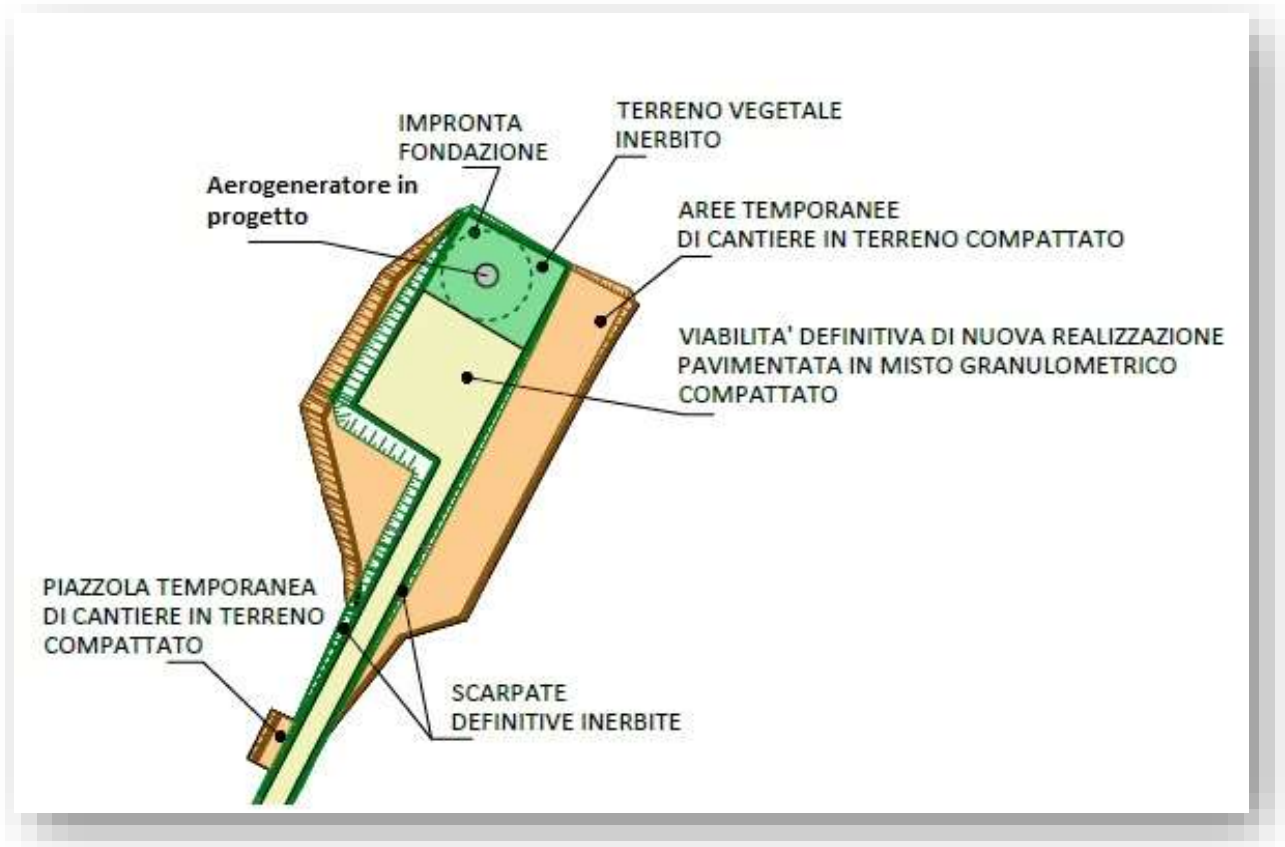 IMPRONTA
FONDAZIONE
TERRENO VEGETALE
INERBITO
Aerogeneratore in
progetto
AREE TEMPORANEE
DI CANTIERE IN TERRENO COMPATTATO
VIABILITA' DEFINITIVA DI NUOVA REALIZZAZIONE
PAVIMENTATA IN MISTO GRANULOMETRICO
COMPATTATO
PIAZZOLA TEMPORANEA
DI CANTIERE IN TERRENO
COMPATTATO
SCARPATE
DEFINITIVE INERBITE